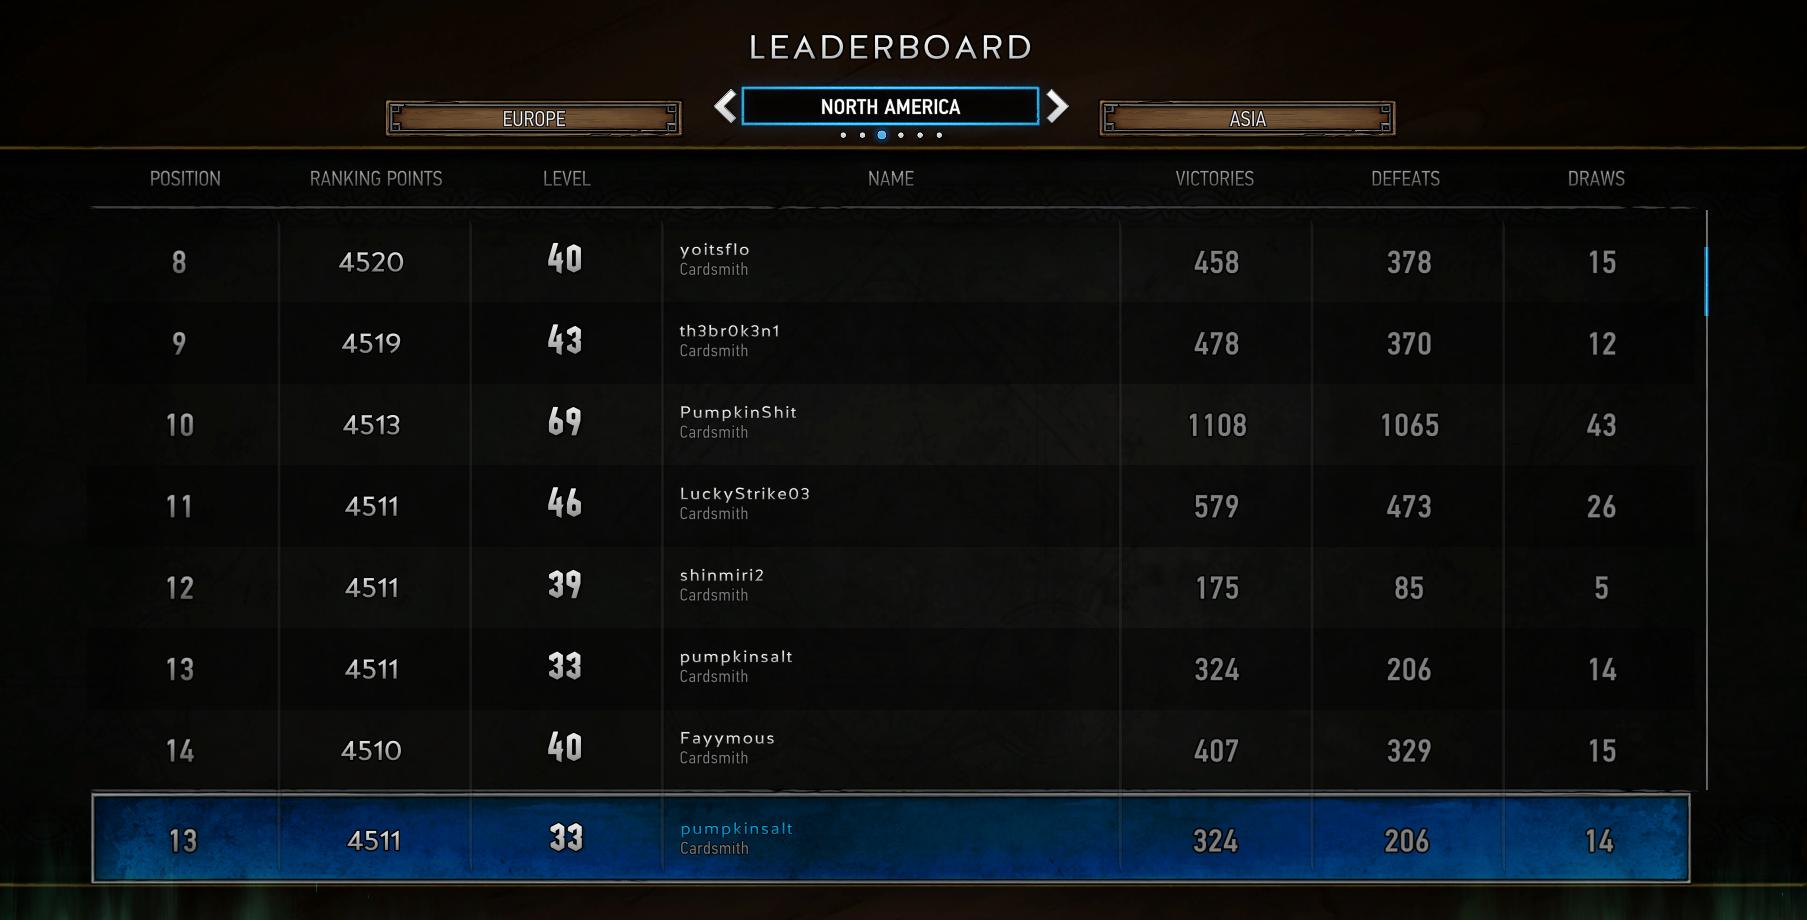 LEADERBOARD
EUROPE
NORTH AMERICA
ASIA
POSITION RANKING POINTS LEVEL NAME VICTORIES DEFEATS DRAWS
8 4520 40 yoitsflo 458 378 15
Cardsmith
9 4519 43 th3br0k3n1 478 370 12
Cardsmith
10 4513 69 PumpkinShit 1108 1065 43
Cardsmith
11 4511 46 LuckyStrike03 579 473 26
Cardsmith
12 4511 39 shinmiri2 175 85 5
Cardsmith
13 4511 33 pumpkinsalt 324 206 14
Cardsmith
14 4510 40 Fayymous 407 329 15
Cardsmith
13 4511 33 pumpkinsalt 324 206 14
Cardsmith